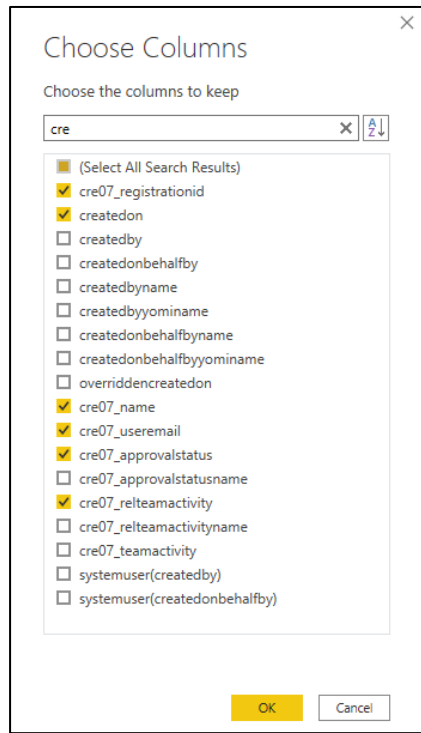 Choose Columns
Choose the columns to keep
cre
A
Z
(Select All Search Results)
cre07_registrationid
createdon
createdby
createdonbehalfby
createdbyname
createdbyyominame
createdonbehalfbyname
createdonbehalfbyyominame
overriddencreatedon
cre07_name
cre07_useremail
cre07_approvalstatus
cre07_approvalstatusname
cre07_relteamactivity
cre07_relteamactivityname
cre07_teamactivity
systemuser(createdby)
systemuser(createdonbehalfby)
OK Cancel